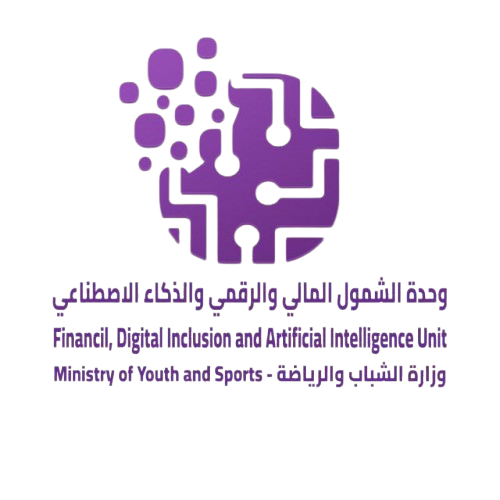 وحدة الشمول المالي والرقمي والذكاء الاصطناعي
Financil, Digital Inclusion and Artificial Intelligence Unit
Ministry of Youth and Sports - وزارة الشباب والرياضة